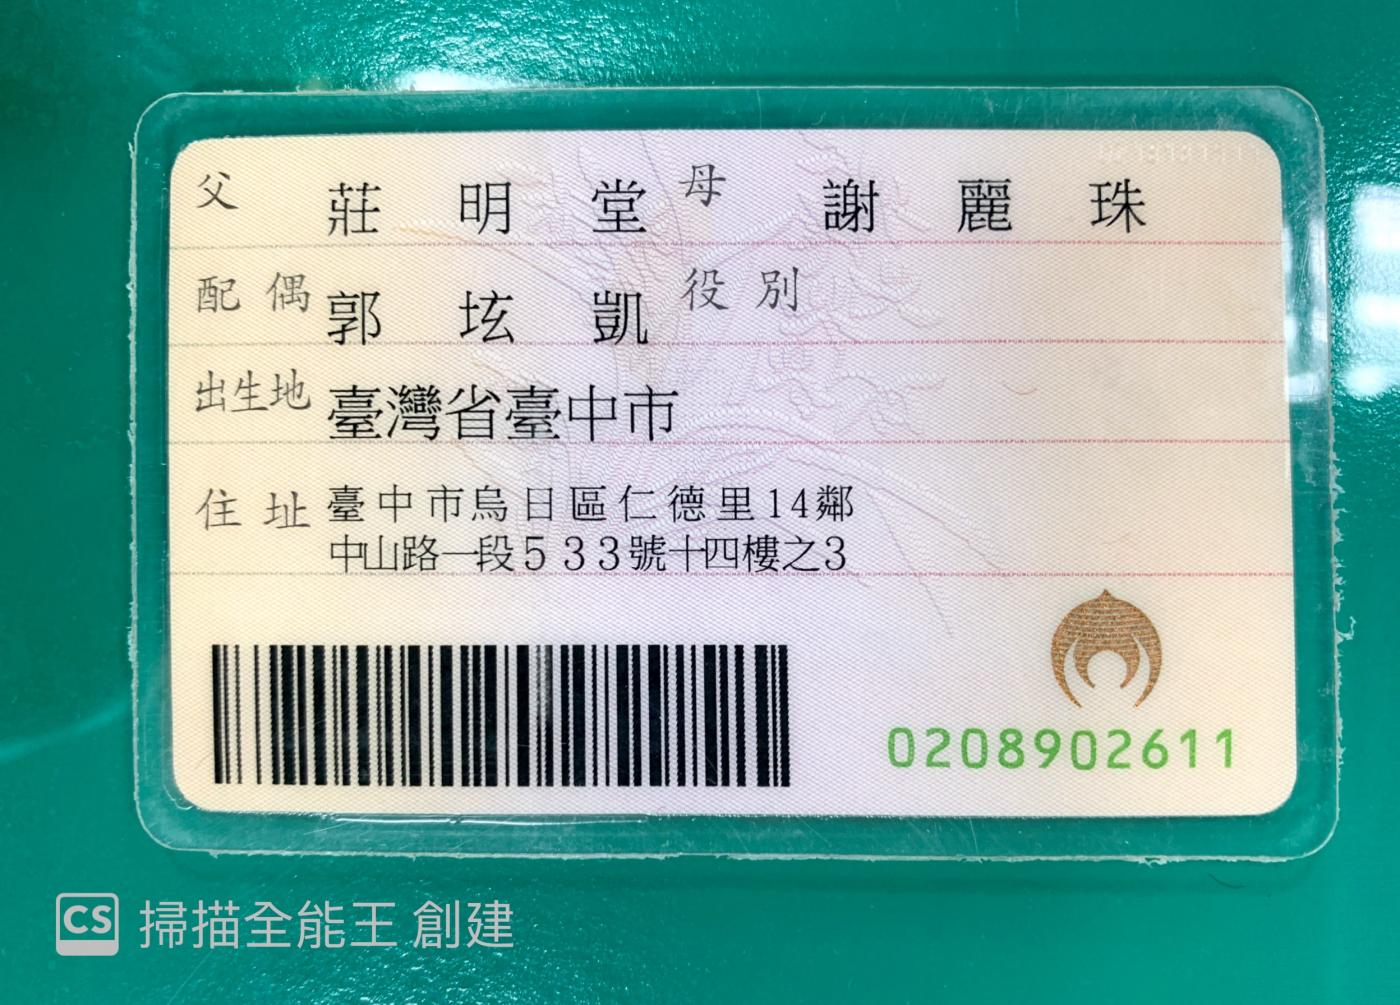 父 莊明堂 母 謝麗珠
配偶 郭垓凱 役別
出生地 臺灣省臺中市
住址 臺中市烏日區仁德里14鄰
中山路一段533號十四樓之3
0208902611
CS 掃描全能王 創建